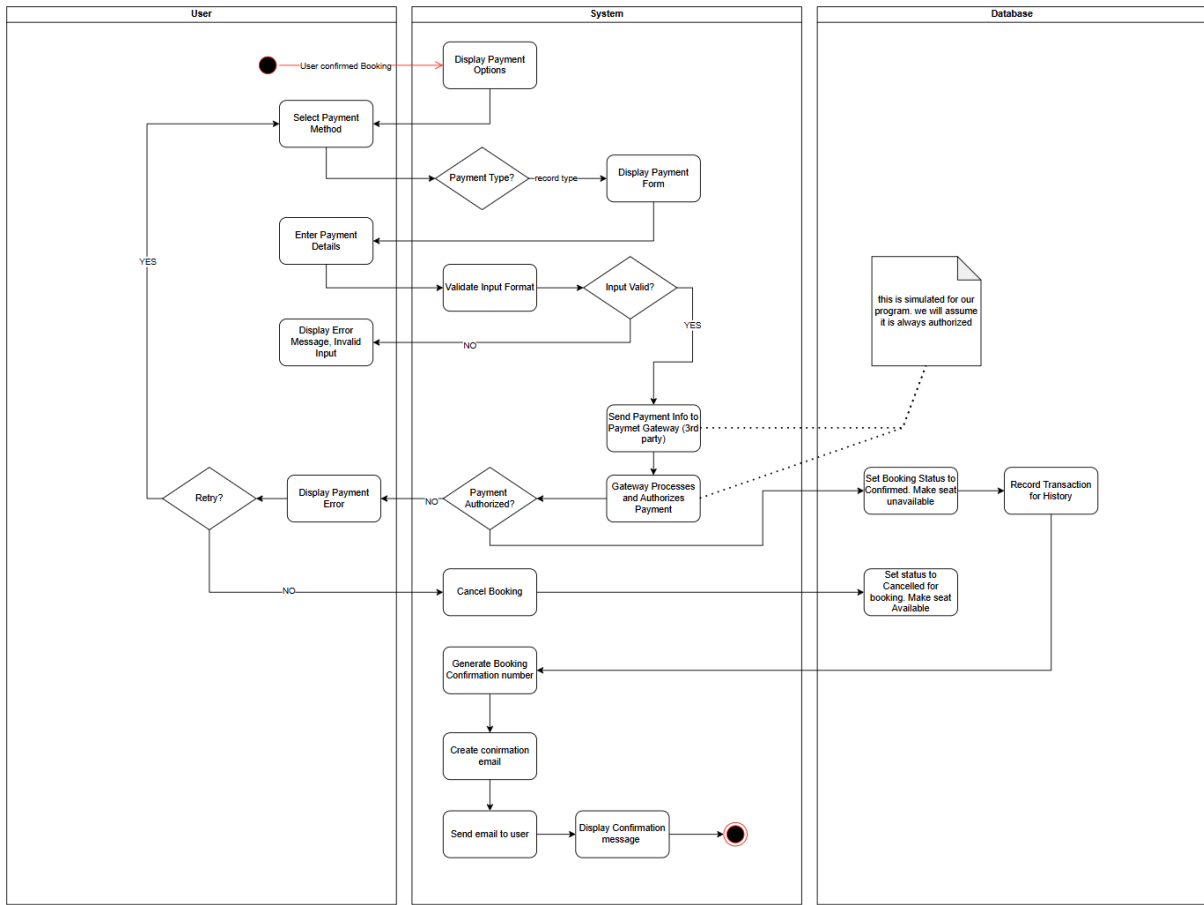 User
System
Database
User confirmed Booking
Display Payment
Options
Select Payment
Method
Payment Type?
record type
Display Payment
Form
Enter Payment
Details
YES
Validate Input Format
Input Valid?
this is simulated for our
program. we will assume
it is always authorized
YES
Display Error
Message, Invalid
Input
NO
Send Payment Info to
Paymet Gateway (3rd
party)
Retry?
Display Payment
Error
NO
Payment
Authorized?
Gateway Processes
and Authorizes
Payment
Set Booking Status to
Confirmed. Make seat
unavailable
Record Transaction
for History
NO
Cancel Booking
Set status to
Cancelled for
booking. Make seat
Available
Generate Booking
Confirmation number
Create conirmation
email
Send email to user
Display Confirmation
message